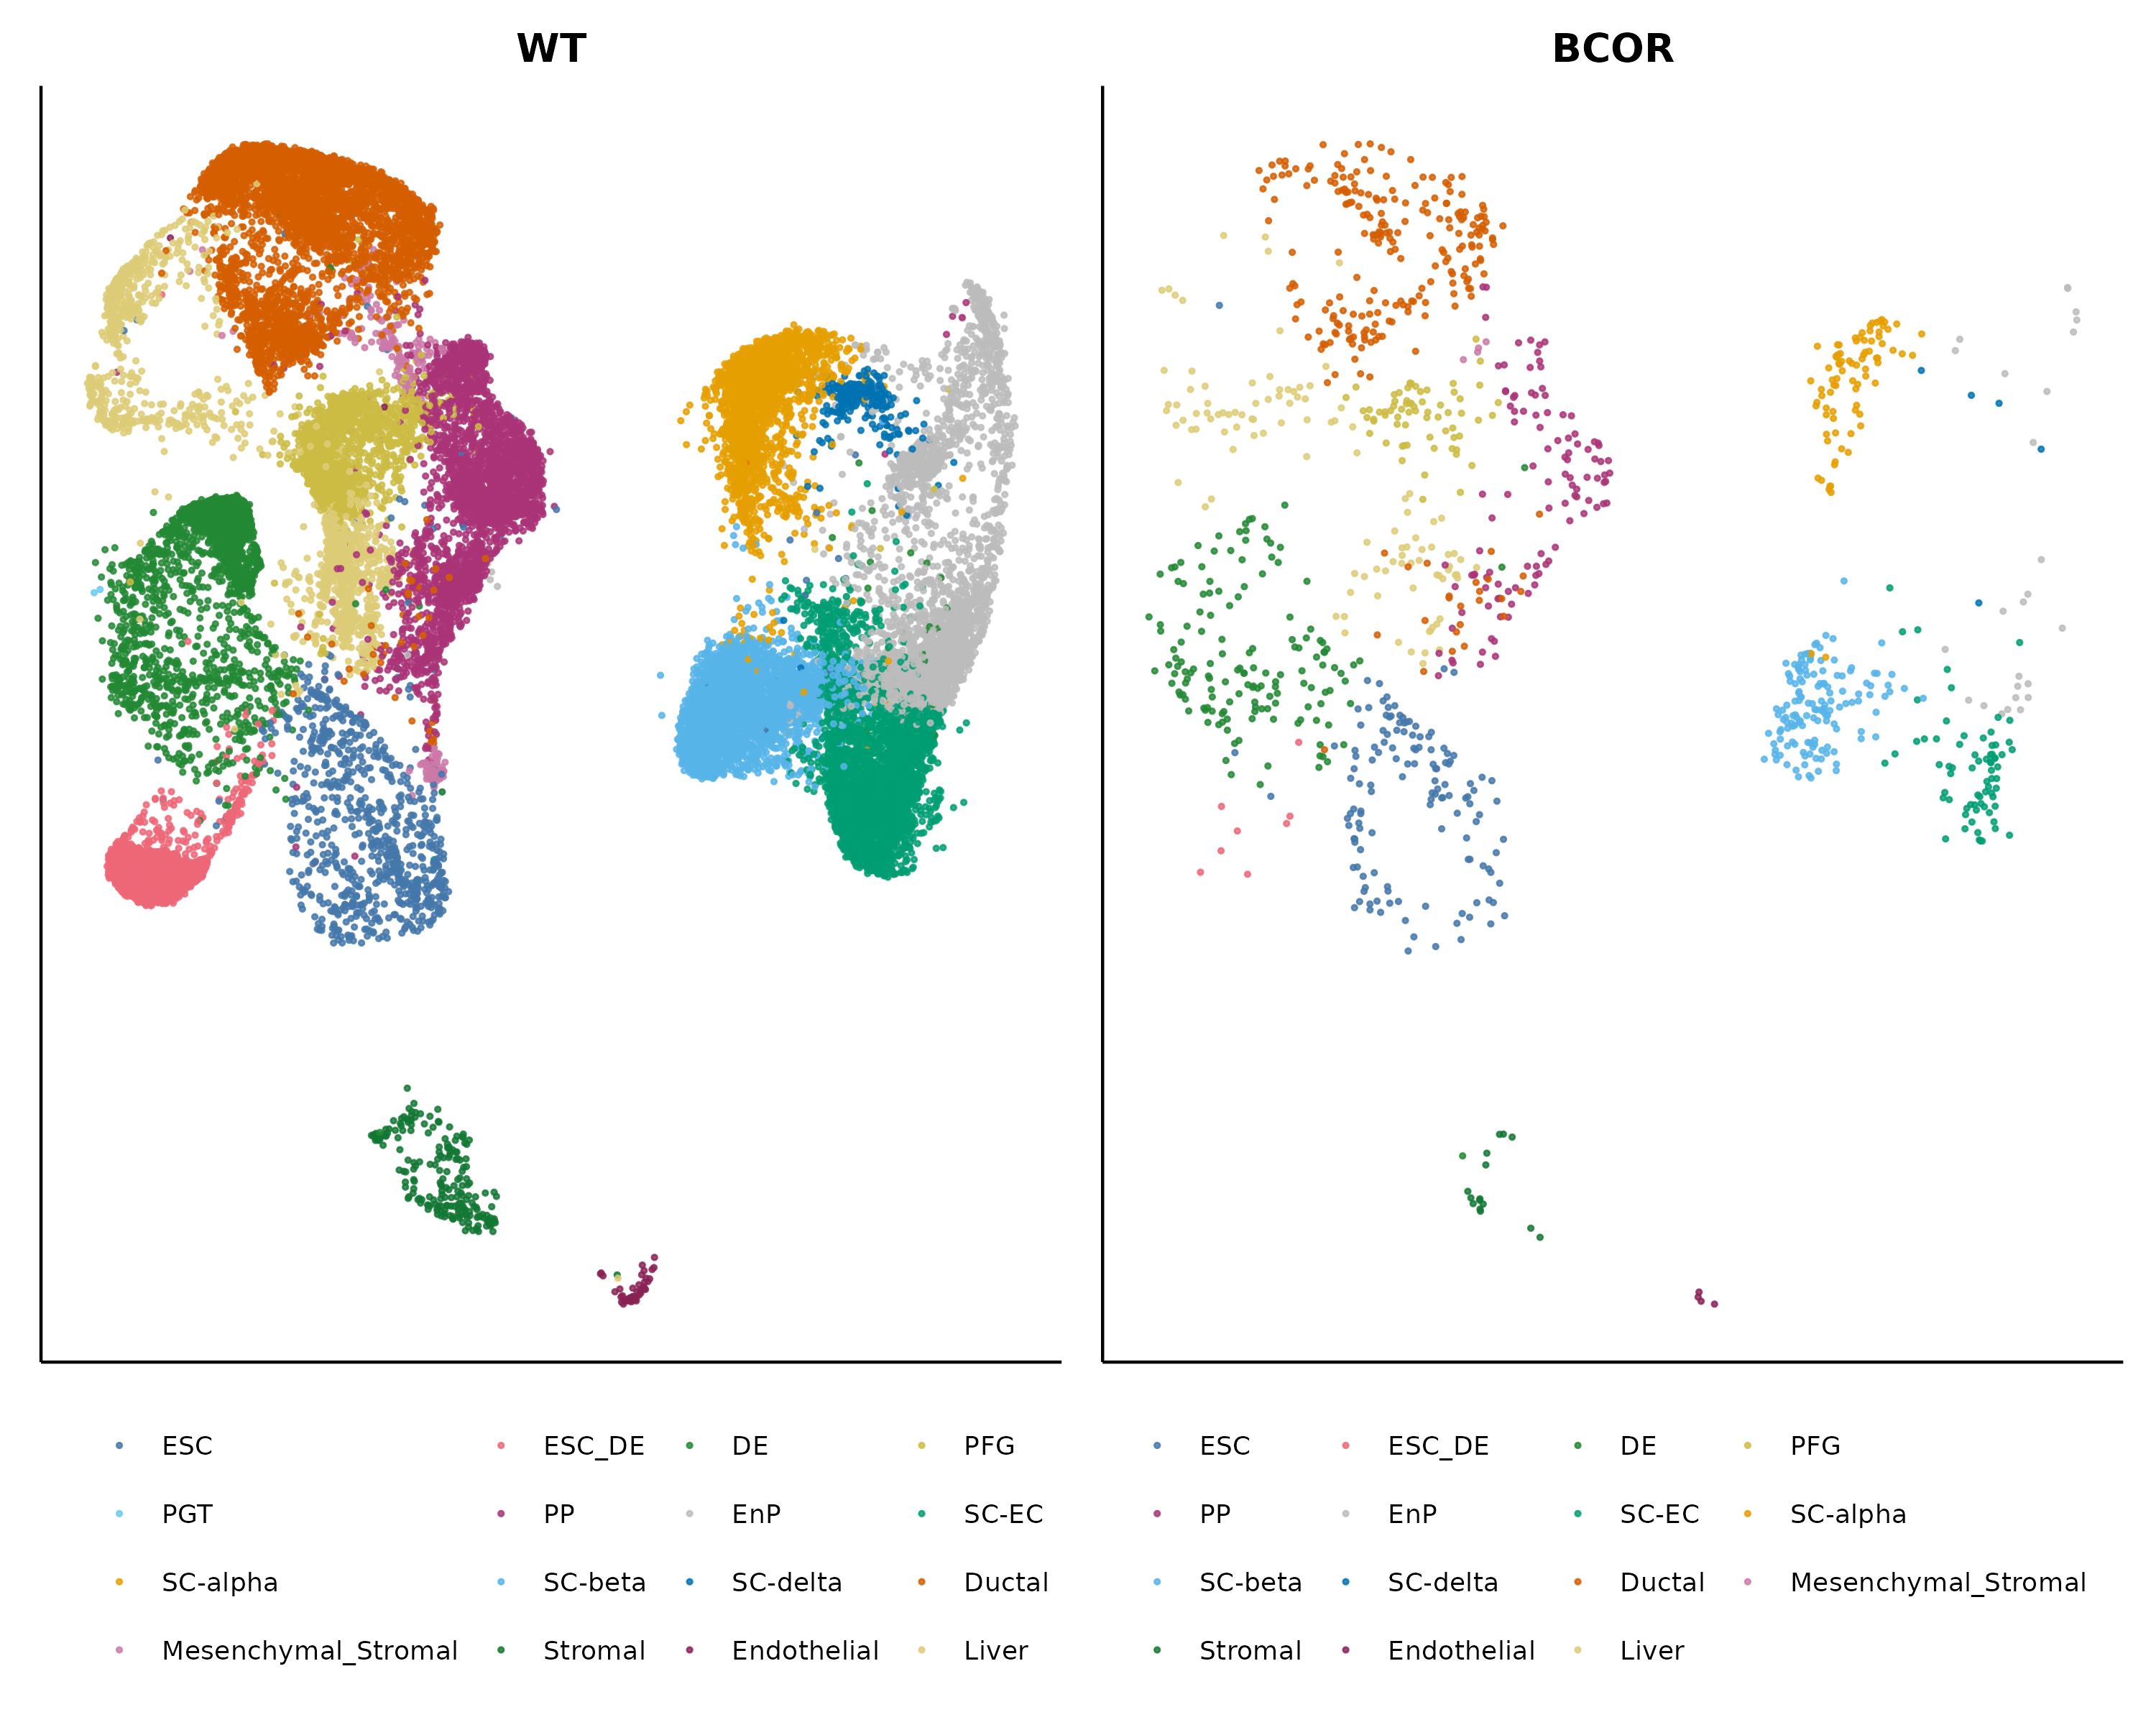 WT
BCOR
ESC ESC_DE DE PFG ESC ESC_DE DE PFG
PGT PP EnP SC-EC PP EnP SC-EC SC-alpha
SC-alpha SC-beta SC-delta Ductal SC-beta SC-delta Ductal Mesenchymal_Stromal
Mesenchymal_Stromal Stromal Endothelial Liver Stromal Endothelial Liver